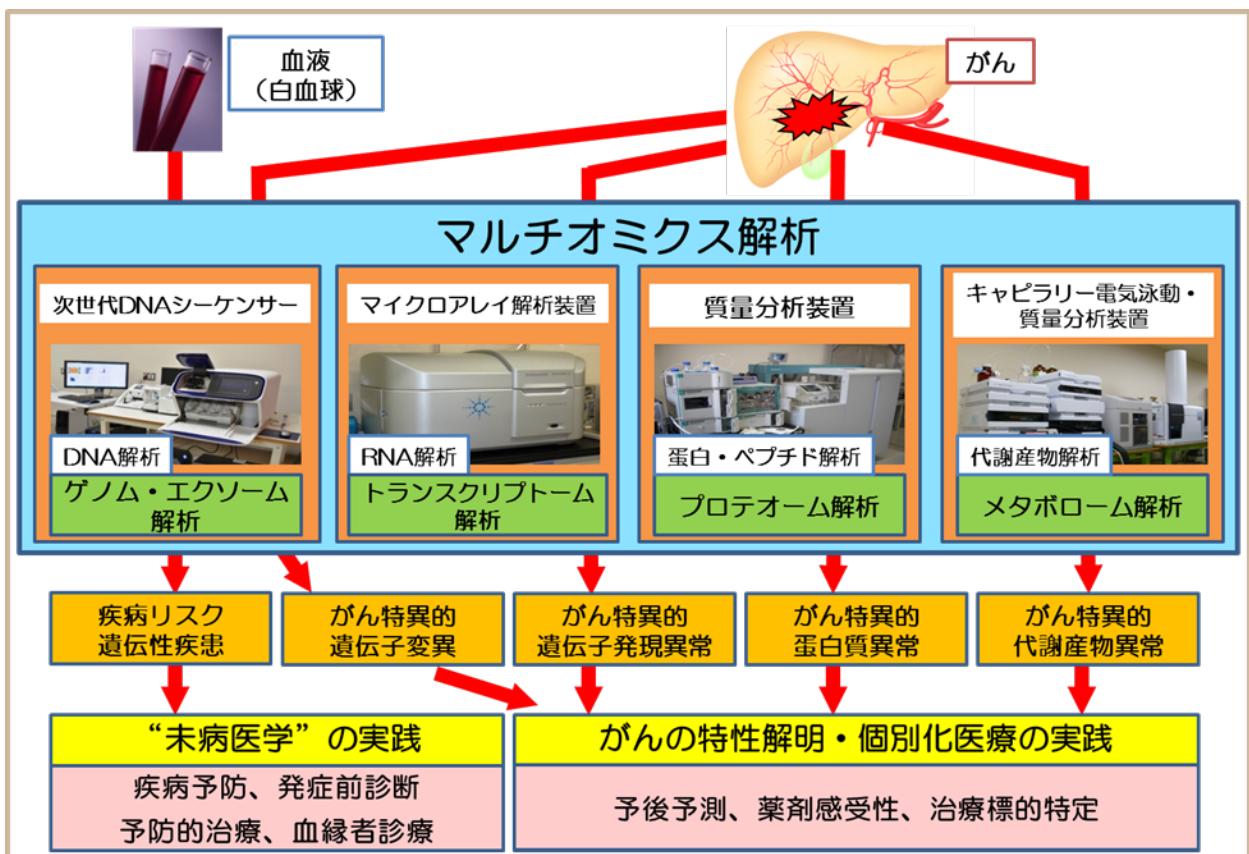 血液
（白血球）
がん
マルチオミクス解析
次世代DNAシーケンサー
マイクロアレイ解析装置
質量分析装置
キャピラリー電気泳動・
質量分析装置
DNA解析
RNA解析
蛋白・ペプチド解析
代謝産物解析
ゲノム・エクソーム
解析
トランスクリプトーム
解析
プロテオーム解析
メタボローム解析
疾病リスク
遺伝性疾患
がん特異的
遺伝子変異
がん特異的
遺伝子発現異常
がん特異的
蛋白質異常
がん特異的
代謝産物異常
“未病医学”の実践
疾病予防、発症前診断
予防的治療、血縁者診療
がんの特性解明・個別化医療の実践
予後予測、薬剤感受性、治療標的特定